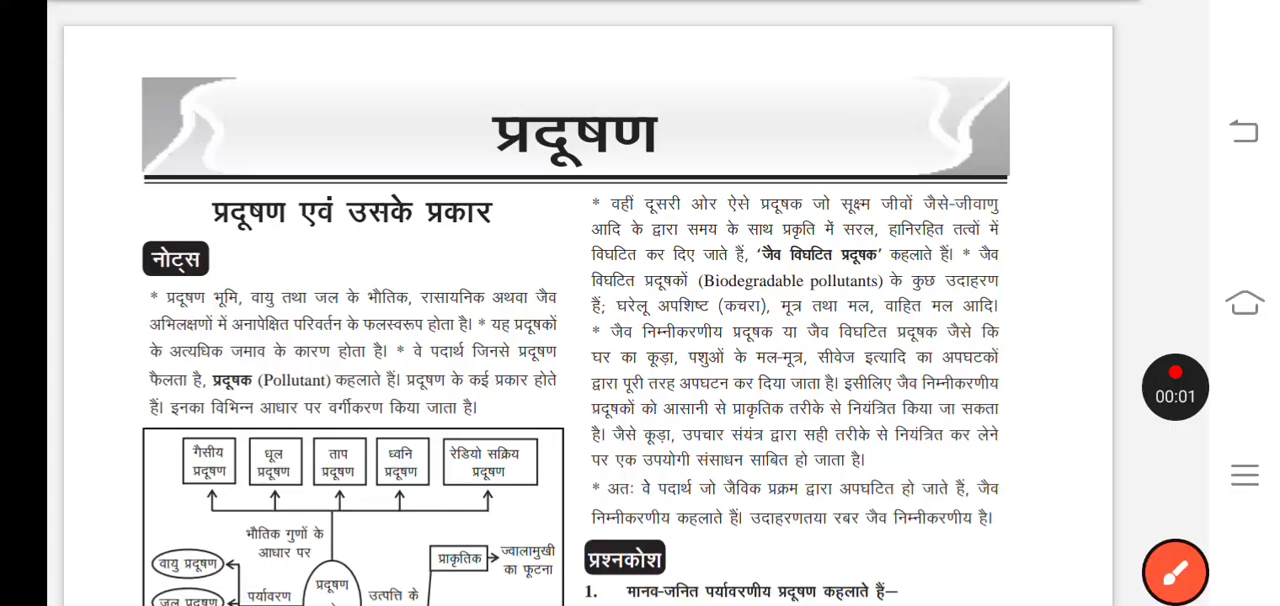 प्रदूषण
प्रदूषण एवं उसके प्रकार
नोट्स
* प्रदूषण भूमि, वायु तथा जल के भौतिक, रासायनिक अथवा जैव
अभिलक्षणों में अनापेक्षित परिवर्तन के फलस्वरूप होता है। * यह प्रदूषकों
के अत्यधिक जमाव के कारण होता है। * वे पदार्थ जिनसे प्रदूषण
फैलता है, प्रदूषक (Pollutant) कहलाते हैं। प्रदूषण के कई प्रकार होते
हैं। इनका विभिन्न आधार पर वर्गीकरण किया जाता है।
गैसीय प्रदूषण
धूल प्रदूषण
ताप प्रदूषण
ध्वनि प्रदूषण
रेडियो सक्रिय प्रदूषण
भौतिक गुणों के
आधार पर
वायु प्रदूषण
प्राकृतिक
ज्वालामुखी
का फूटना
प्रदूषण
जल प्रदूषण
पर्यावरण
उत्पत्ति के
* वहीं दूसरी ओर ऐसे प्रदूषक जो सूक्ष्म जीवों जैसे-जीवाणु
आदि के द्वारा समय के साथ प्रकृति में सरल, हानिरहित तत्वों में
विघटित कर दिए जाते हैं, ‘जैव विघटित प्रदूषक’ कहलाते हैं। * जैव
विघटित प्रदूषकों (Biodegradable pollutants) के कुछ उदाहरण
हैं; घरेलू अपशिष्ट (कचरा), मूत्र तथा मल, वाहित मल आदि।
* जैव निम्नीकरणीय प्रदूषक या जैव विघटित प्रदूषक जैसे कि
घर का कूड़ा, पशुओं के मल-मूत्र, सीवेज इत्यादि का अपघटकों
द्वारा पूरी तरह अपघटन कर दिया जाता है। इसीलिए जैव निम्नीकरणीय
प्रदूषकों को आसानी से प्राकृतिक तरीके से नियंत्रित किया जा सकता
है। जैसे कूड़ा, उपचार संयंत्र द्वारा सही तरीके से नियंत्रित कर लेने
पर एक उपयोगी संसाधन साबित हो जाता है।
* अतः वे पदार्थ जो जैविक प्रक्रम द्वारा अपघटित हो जाते हैं, जैव
निम्नीकरणीय कहलाते हैं। उदाहरणतया रबर जैव निम्नीकरणीय है।
प्रश्नकोश
1. मानव-जनित पर्यावरणीय प्रदूषण कहलाते हैं–
00:01